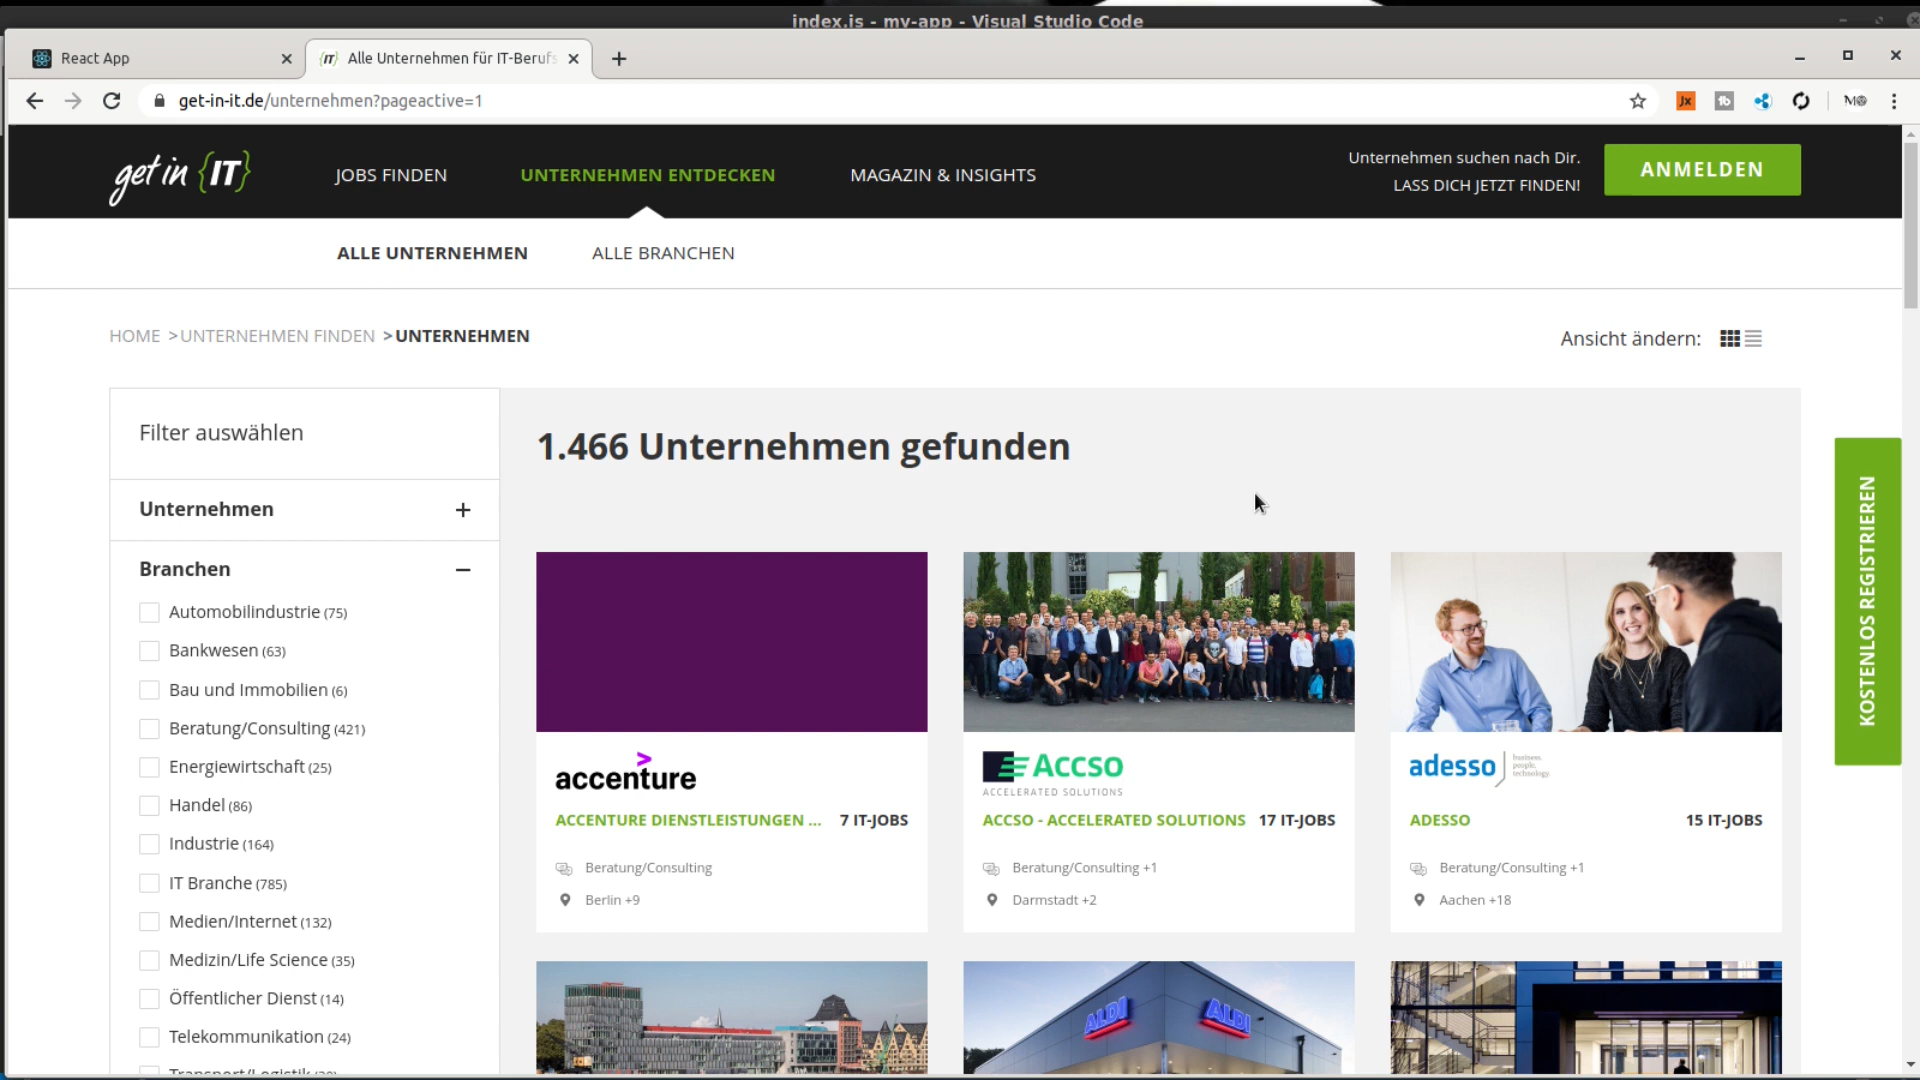 index.js - my-app - Visual Studio Code
React App
Alle Unternehmen für IT-Berufs
get-in-it.de/unternehmen?pageactive=1
get in {IT}
JOBS FINDEN
UNTERNEHMEN ENTDECKEN
MAGAZIN & INSIGHTS
Unternehmen suchen nach Dir.
LASS DICH JETZT FINDEN!
ANMELDEN
ALLE UNTERNEHMEN
ALLE BRANCHEN
HOME > UNTERNEHMEN FINDEN > UNTERNEHMEN
Ansicht ändern:
Filter auswählen
Unternehmen +
Branchen −
Automobilindustrie (75)
Bankwesen (63)
Bau und Immobilien (6)
Beratung/Consulting (421)
Energiewirtschaft (25)
Handel (86)
Industrie (164)
IT Branche (785)
Medien/Internet (132)
Medizin/Life Science (35)
Öffentlicher Dienst (14)
Telekommunikation (24)
Transport/Logistik
1.466 Unternehmen gefunden
accenture
ACCENTURE DIENSTLEISTUNGEN ... 7 IT-JOBS
Beratung/Consulting
Berlin +9
Accso
ACCELERATED SOLUTIONS
ACCSO - ACCELERATED SOLUTIONS 17 IT-JOBS
Beratung/Consulting +1
Darmstadt +2
adesso
business.
people.
technology.
ADESSO 15 IT-JOBS
Beratung/Consulting +1
Aachen +18
ALDI
ALDI
KOSTENLOS REGISTRIEREN